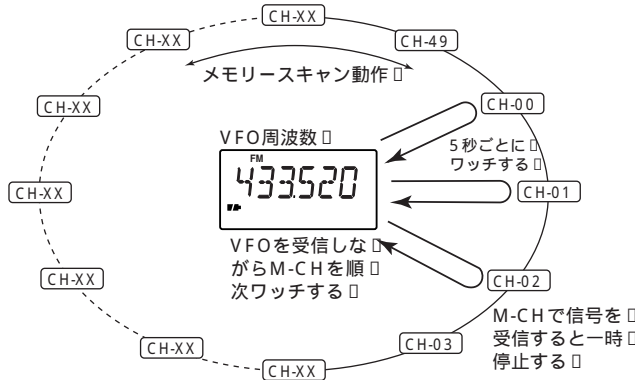 CH-XX
CH-XX
CH-49
メモリースキャン動作
CH-XX
CH-00
VFO周波数
5秒ごとに
ワッチする
FM
433.520
CH-XX
CH-01
VFOを受信しな
がらM-CHを順
次ワッチする
CH-XX
CH-02
M-CHで信号を
受信すると一時
停止する
CH-XX
CH-03
CH-XX